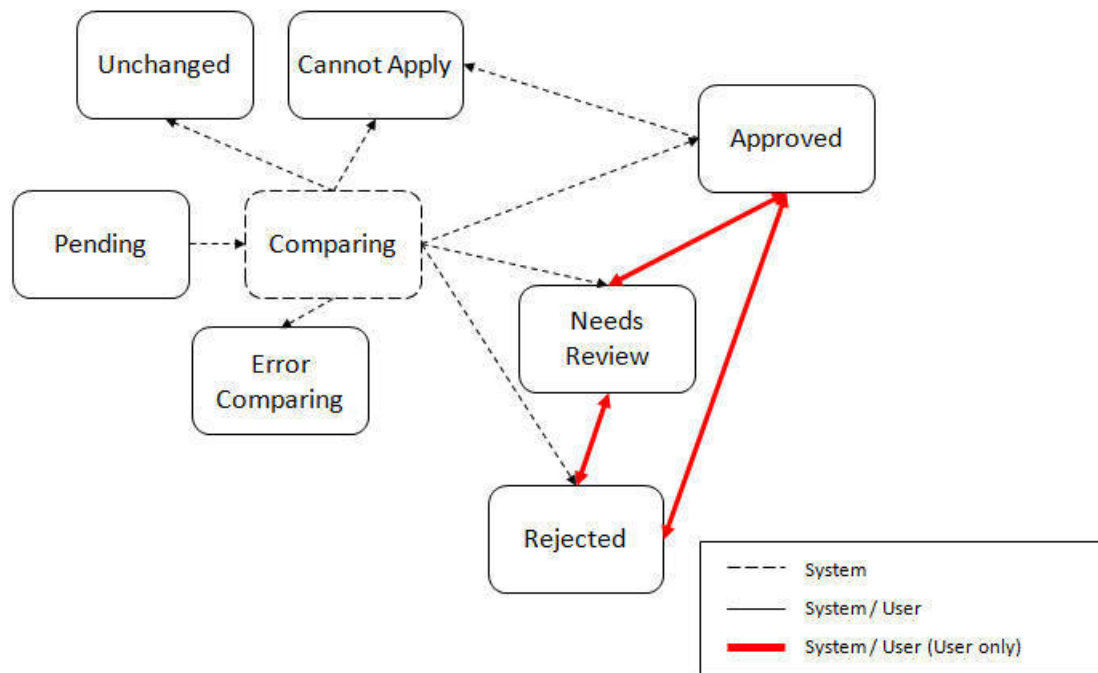 Unchanged
Cannot Apply
Approved
Pending
Comparing
Needs
Review
Error
Comparing
Rejected
System
System / User
System / User (User only)